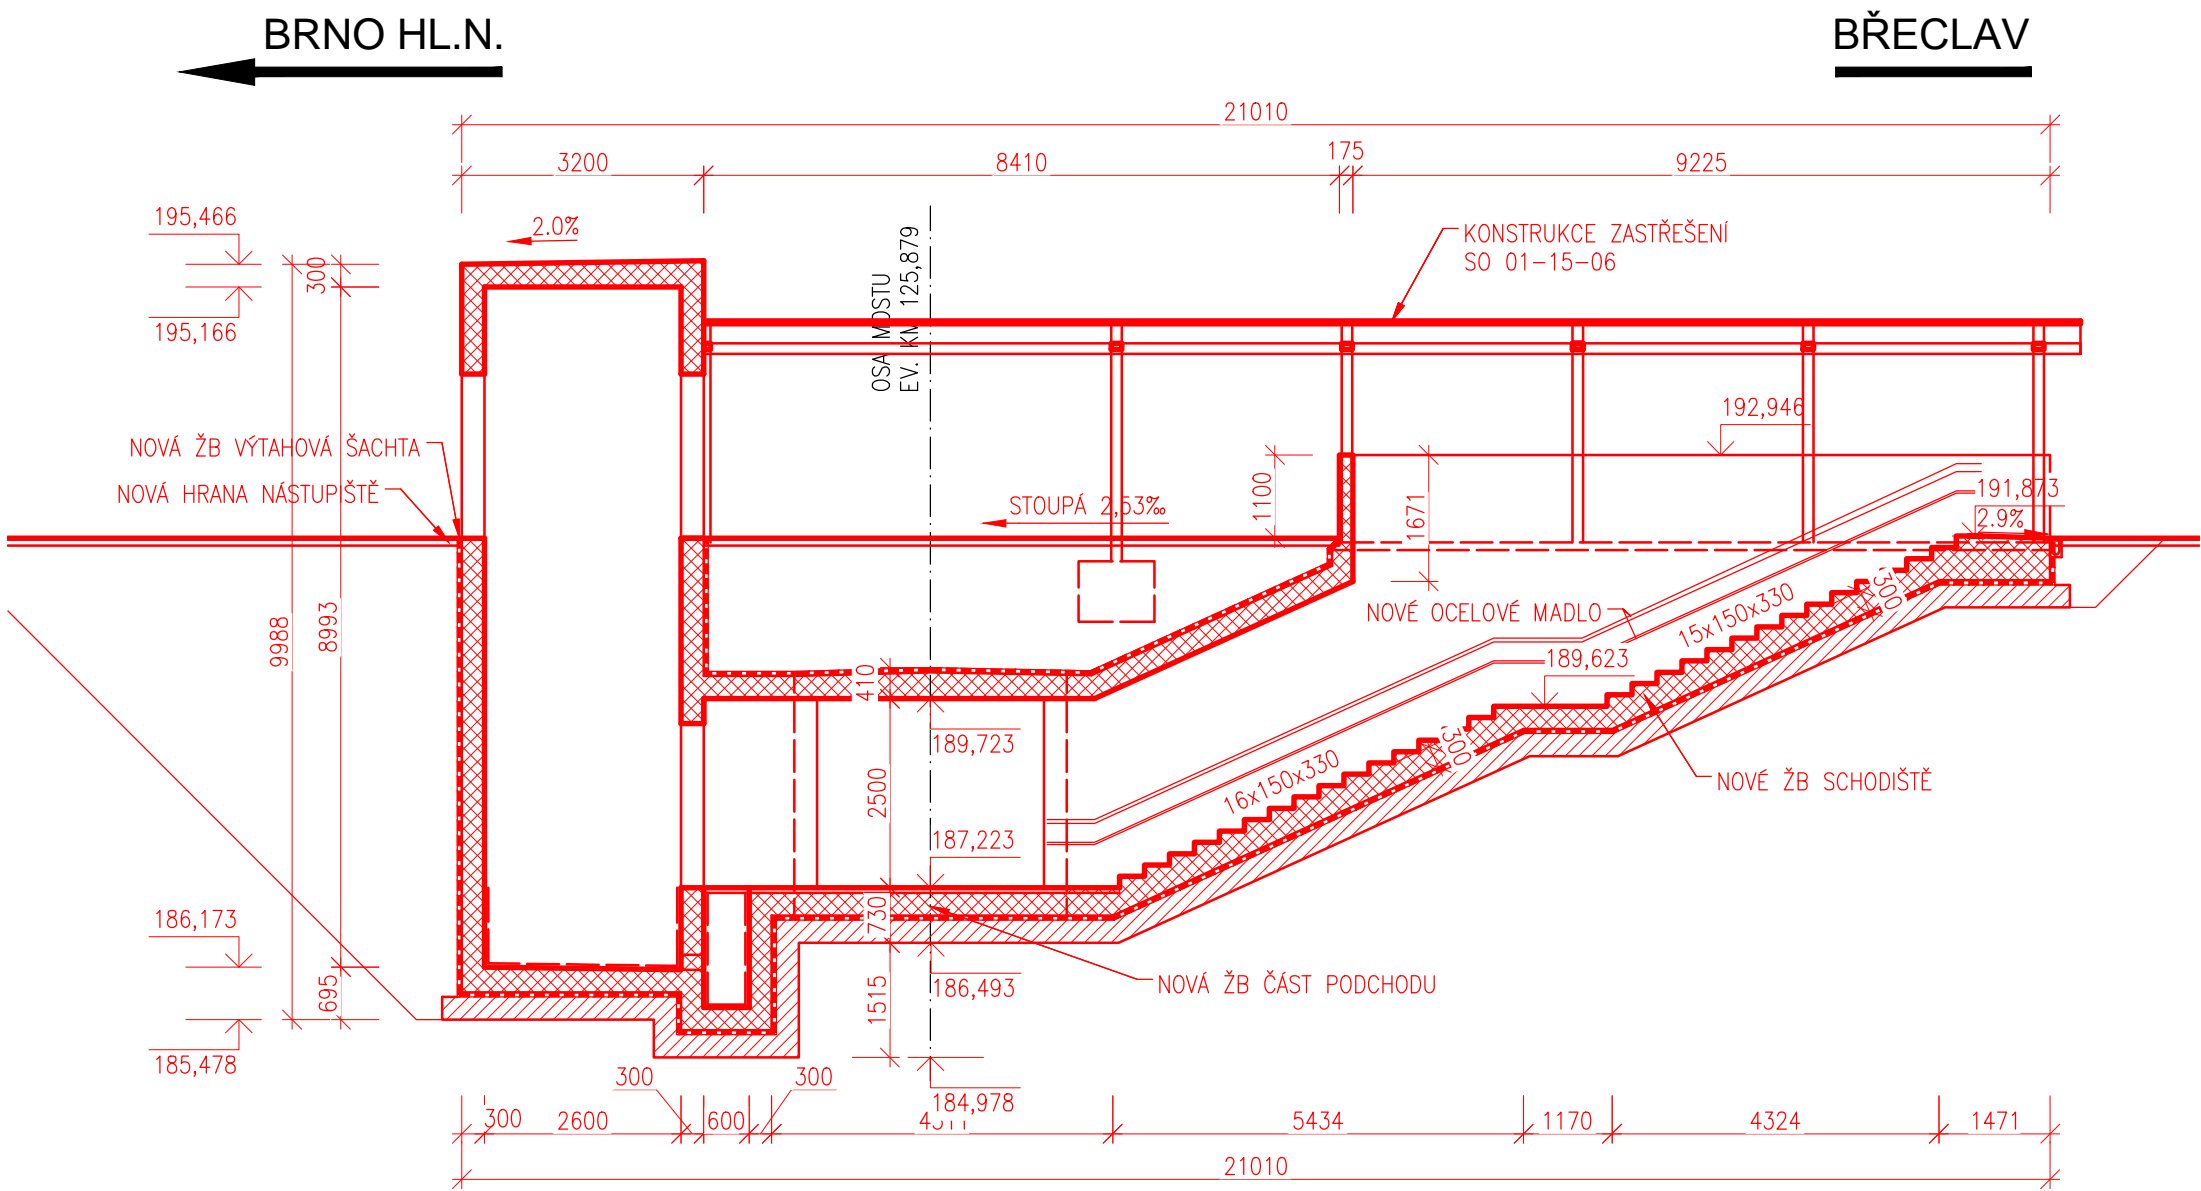 BRNO HL.N.
BŘECLAV
21010
3200
8410
175
9225
195,466
2.0%
300
195,166
OSA MOSTU
EV. KM 125,879
KONSTRUKCE ZASTŘEŠENÍ
SO 01-15-06
192,946
NOVÁ ŽB VÝTAHOVÁ ŠACHTA
NOVÁ HRANA NÁSTUPIŠTĚ
STOUPÁ 2,53‰
1100
1671
191,873
2.9%
9988
8993
NOVÉ OCELOVÉ MADLO
15x150x330
300
189,623
410
189,723
16x150x330
300
NOVÉ ŽB SCHODIŠTĚ
2500
187,223
186,173
730
695
1515
186,493
NOVÁ ŽB ČÁST PODCHODU
185,478
300
300
184,978
300
2600
600
5434
1170
4324
1471
21010